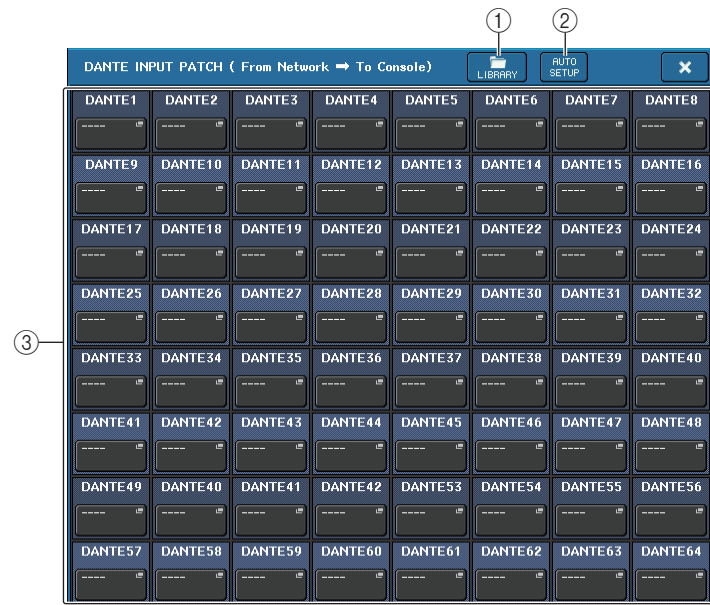 ① ②
DANTE INPUT PATCH ( From Network ➡ To Console) LIBRARY AUTO SETUP ×
DANTE1 DANTE2 DANTE3 DANTE4 DANTE5 DANTE6 DANTE7 DANTE8
---- ---- ---- ---- ---- ---- ---- ----
DANTE9 DANTE10 DANTE11 DANTE12 DANTE13 DANTE14 DANTE15 DANTE16
---- ---- ---- ---- ---- ---- ---- ----
DANTE17 DANTE18 DANTE19 DANTE20 DANTE21 DANTE22 DANTE23 DANTE24
---- ---- ---- ---- ---- ---- ---- ----
DANTE25 DANTE26 DANTE27 DANTE28 DANTE29 DANTE30 DANTE31 DANTE32
③ ---- ---- ---- ---- ---- ---- ---- ----
DANTE33 DANTE34 DANTE35 DANTE36 DANTE37 DANTE38 DANTE39 DANTE40
---- ---- ---- ---- ---- ---- ---- ----
DANTE41 DANTE42 DANTE43 DANTE44 DANTE45 DANTE46 DANTE47 DANTE48
---- ---- ---- ---- ---- ---- ---- ----
DANTE49 DANTE40 DANTE41 DANTE42 DANTE53 DANTE54 DANTE55 DANTE56
---- ---- ---- ---- ---- ---- ---- ----
DANTE57 DANTE58 DANTE59 DANTE60 DANTE61 DANTE62 DANTE63 DANTE64
---- ---- ---- ---- ---- ---- ---- ----